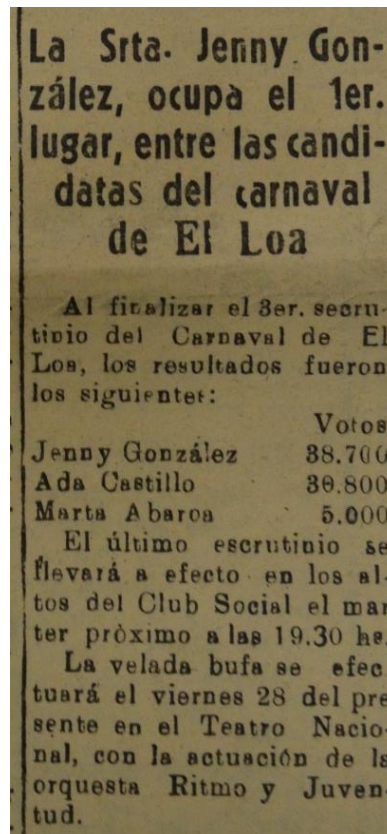 La Srta. Jenny Gon-
zález, ocupa el 1er.
lugar, entre las candi-
datas del carnaval
de El Loa
Al finalizar el 3er. secru-
tinio del Carnaval de El
Loa, los resultados fueron
los siguientes:
Votos
Jenny González 38.700
Ada Castillo 30.800
Marta Abarca 5.000
El último escrutinio se
llevará a efecto en los al-
tos del Club Social el mar
ter próximo a las 19.30 hs.
La velada bufa se efec
tuará el viernes 28 del pre
sente en el Teatro Nacio-
nal, con la actuación de la
orquesta Ritmo y Juven-
tud.